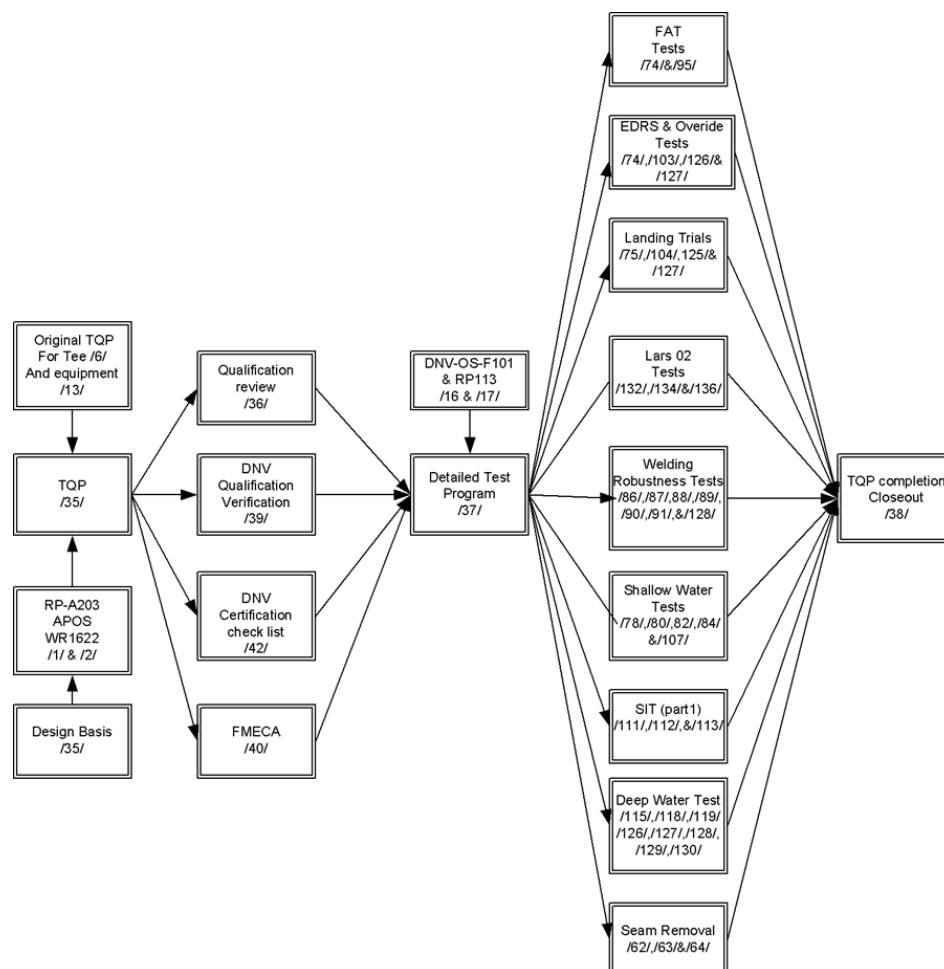 FAT
Tests
/74/&/95/
EDRS & Overide
Tests
/74/,/103/,/126/&
/127/
Landing Trials
/75/,/104/,125/&
/127/
Original TQP
For Tee /6/
And equipment
/13/
Qualification
review
/36/
DNV-OS-F101
& RP113
/16 & /17/
Lars 02
Tests
/132/,/134/&/136/
TQP
/35/
DNV
Qualification
Verification
/39/
Detailed Test
Program
/37/
Welding
Robustness Tests
/86/,/87/,88/,/89/,
/90/,/91/,&/128/
TQP completion
Closeout
/38/
RP-A203
APOS
WR1622
/1/ & /2/
DNV
Certification
check list
/42/
Shallow Water
Tests
/78/,/80/,82/,/84/
&/107/
Design Basis
/35/
FMECA
/40/
SIT (part1)
/111/,/112/,&/113/
Deep Water Test
/115/,/118/,/119/
/126/,/127/,/128/,
/129/,/130/
Seam Removal
/62/,/63/&/64/